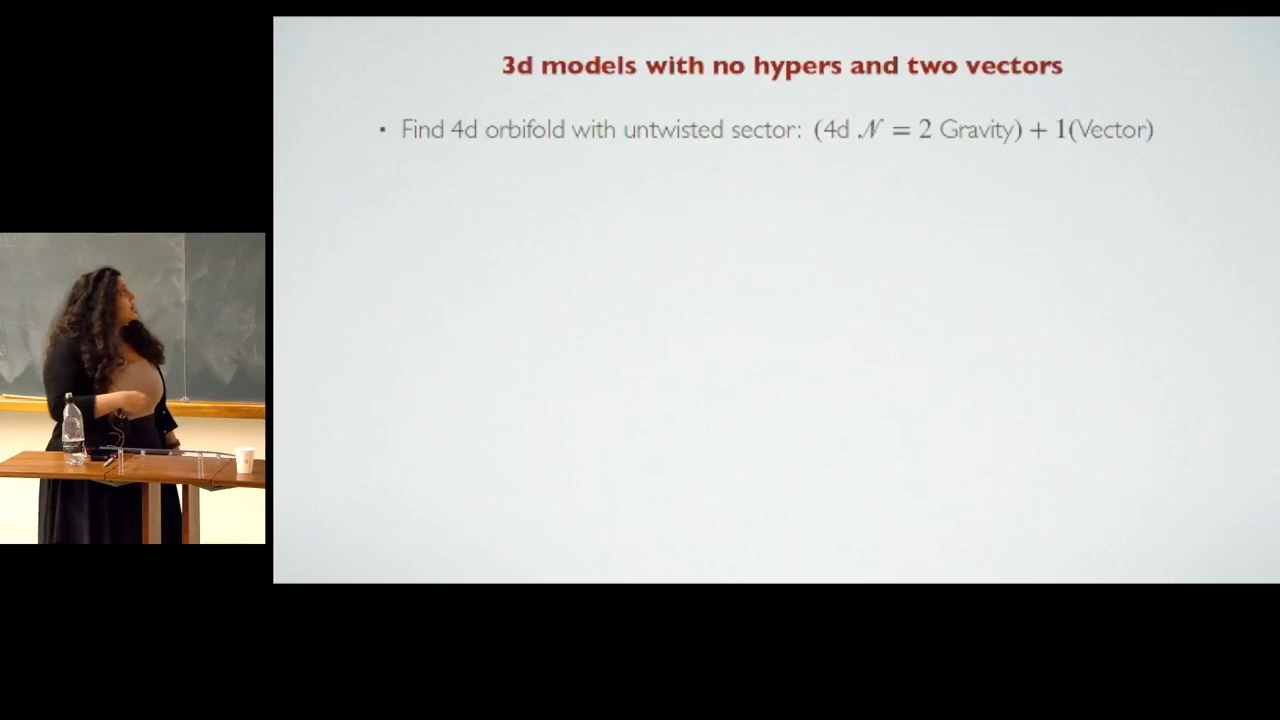 3d models with no hypers and two vectors
• Find 4d orbifold with untwisted sector: (4d 𝒩 = 2 Gravity) + 1(Vector)